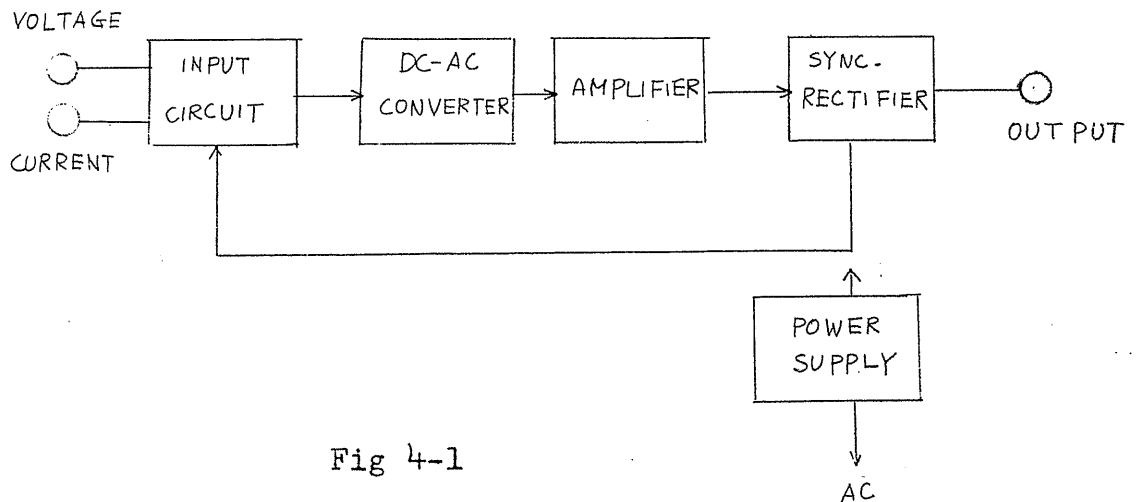 VOLTAGE
CURRENT
INPUT
CIRCUIT
DC-AC
CONVERTER
AMPLIFIER
SYNC-
RECTIFIER
OUT PUT
POWER
SUPPLY
AC
Fig 4-1